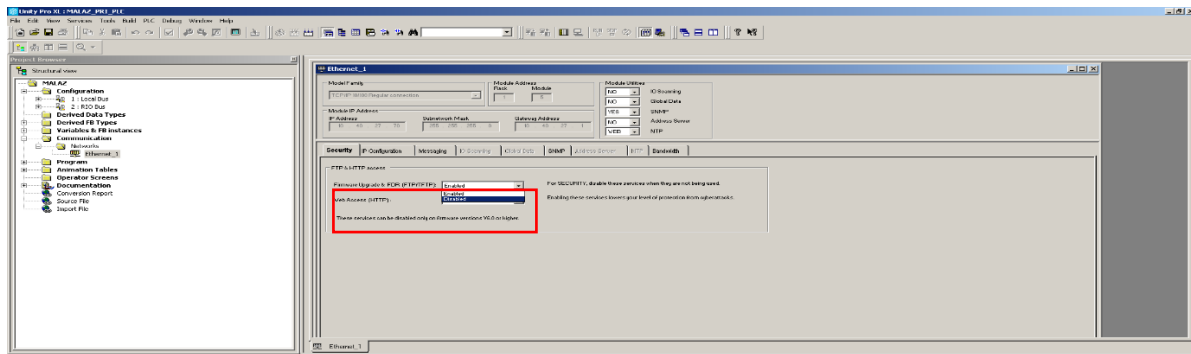 Unity Pro XL : MALAZ_PRT_PLC
File Edit View Services Tools Build PLC Debug Window Help
Project Browser
Structural view
MALAZ
Configuration
1 : Local Bus
2 : RIO Bus
Derived Data Types
Derived FB Types
Variables & FB instances
Communication
Networks
Ethernet_1
Program
Animation Tables
Operator Screens
Documentation
Conversion Report
Source File
Import File
Ethernet_1
Model Family
TCP/IP 10/100 Regular connection
Module Address
Rack Module
Module Utilities
NO IO Scanning
NO Global Data
YES SNMP
NO Address Server
YES NTP
Module IP Address
IP Address Subnetwork Mask Gateway Address
255 255 255 0
Security IP Configuration Messaging IO Scanning Global Data SNMP Address Server NTP Bandwidth
FTP & HTTP access
Firmware Upgrade & FDR (FTP/TFTP): Enabled
Enabled
Disabled
Web Access (HTTP):
These services can be disabled only on firmware versions V6.0 or higher
For SECURITY, disable these services when they are not being used.
Enabling these services lowers your level of protection from cyberattacks.
Ethernet_1